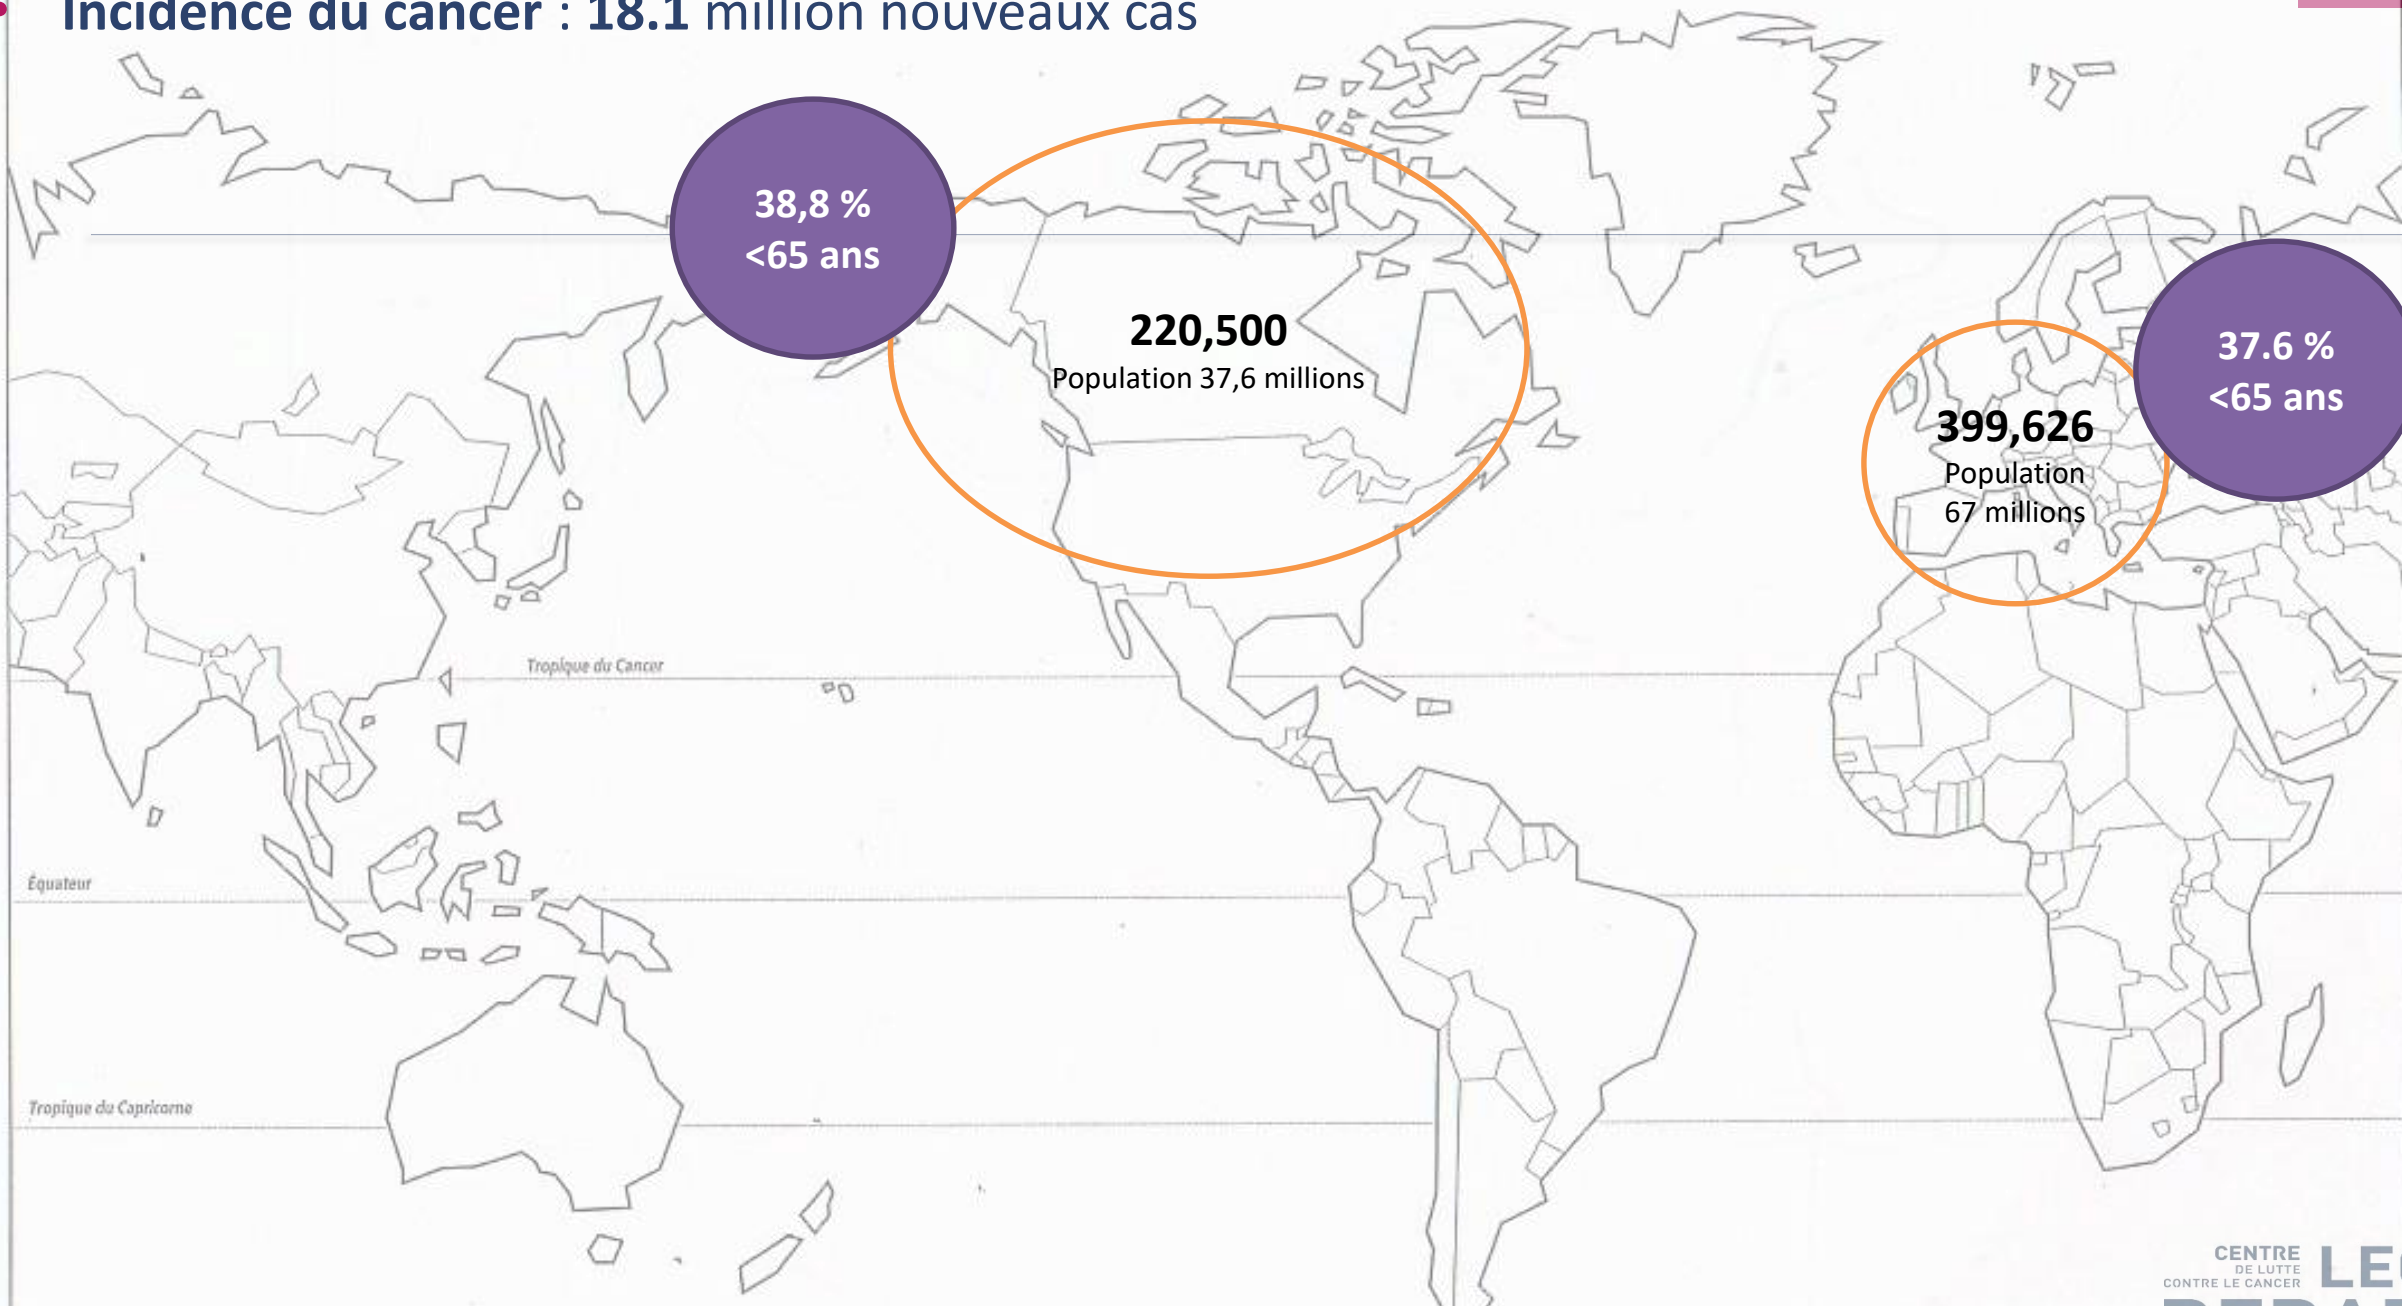 Incidence du cancer : 18.1 million nouveaux cas
38,8 %
<65 ans
220,500
Population 37,6 millions
37.6 %
<65 ans
399,626
Population
67 millions
Tropique du Cancer
Équateur
Tropique du Capricorne
CENTRE
DE LUTTE
CONTRE LE CANCER